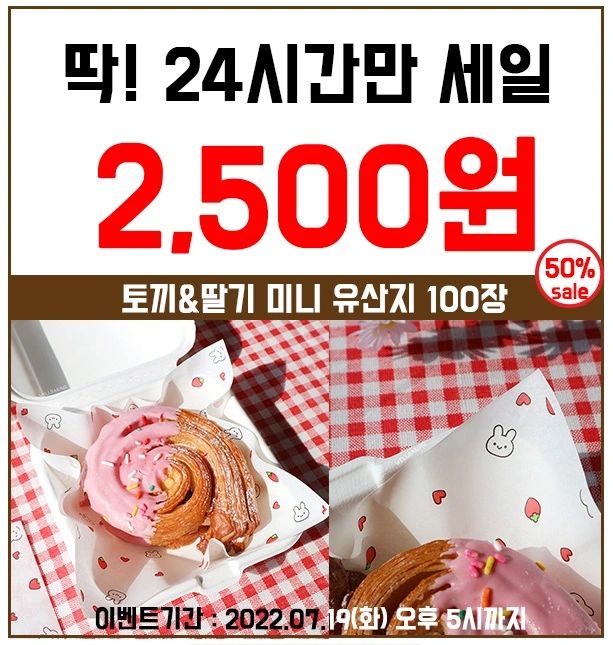 딱! 24시간만 세일
2,500원
50%
sale
토끼&딸기 미니 유산지 100장
이벤트기간 : 2022.07.19(화) 오후 5시까지